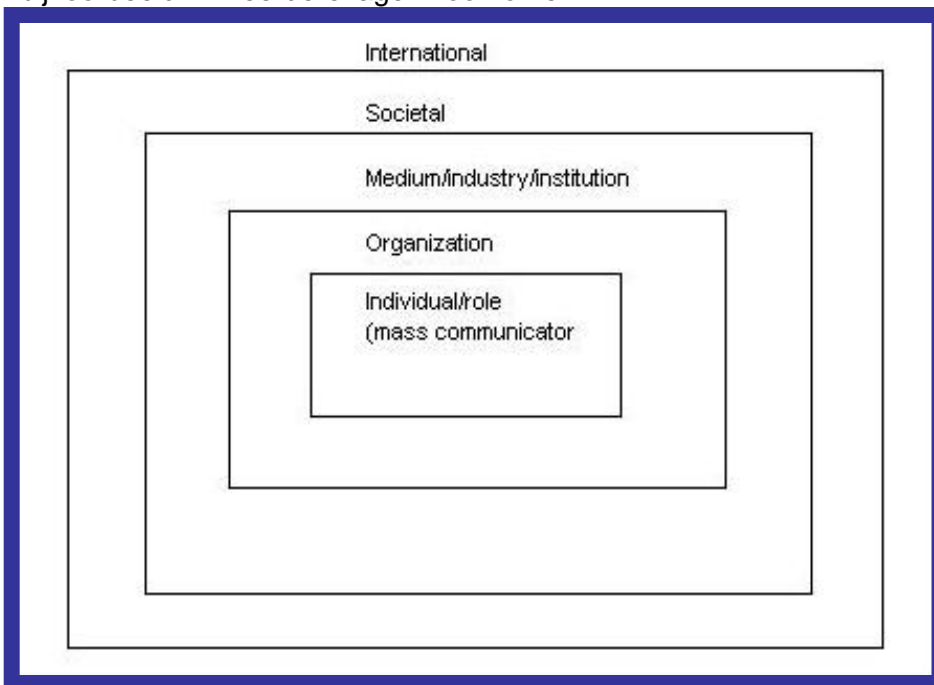 International
Societal
Medium/industry/institution
Organization
Individual/role
(mass communicator